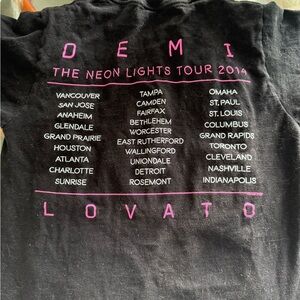 DEMI
THE NEON LIGHTS TOUR 2014
VANCOUVER
SAN JOSE
ANAHEIM
GLENDALE
GRAND PRAIRIE
HOUSTON
ATLANTA
CHARLOTTE
SUNRISE
TAMPA
CAMDEN
FAIRFAX
BETHLEHEM
WORCESTER
EAST RUTHERFORD
WALLINGFORD
UNIONDALE
DETROIT
ROSEMONT
OMAHA
ST. PAUL
ST. LOUIS
COLUMBUS
GRAND RAPIDS
TORONTO
CLEVELAND
NASHVILLE
INDIANAPOLIS
LOVATO